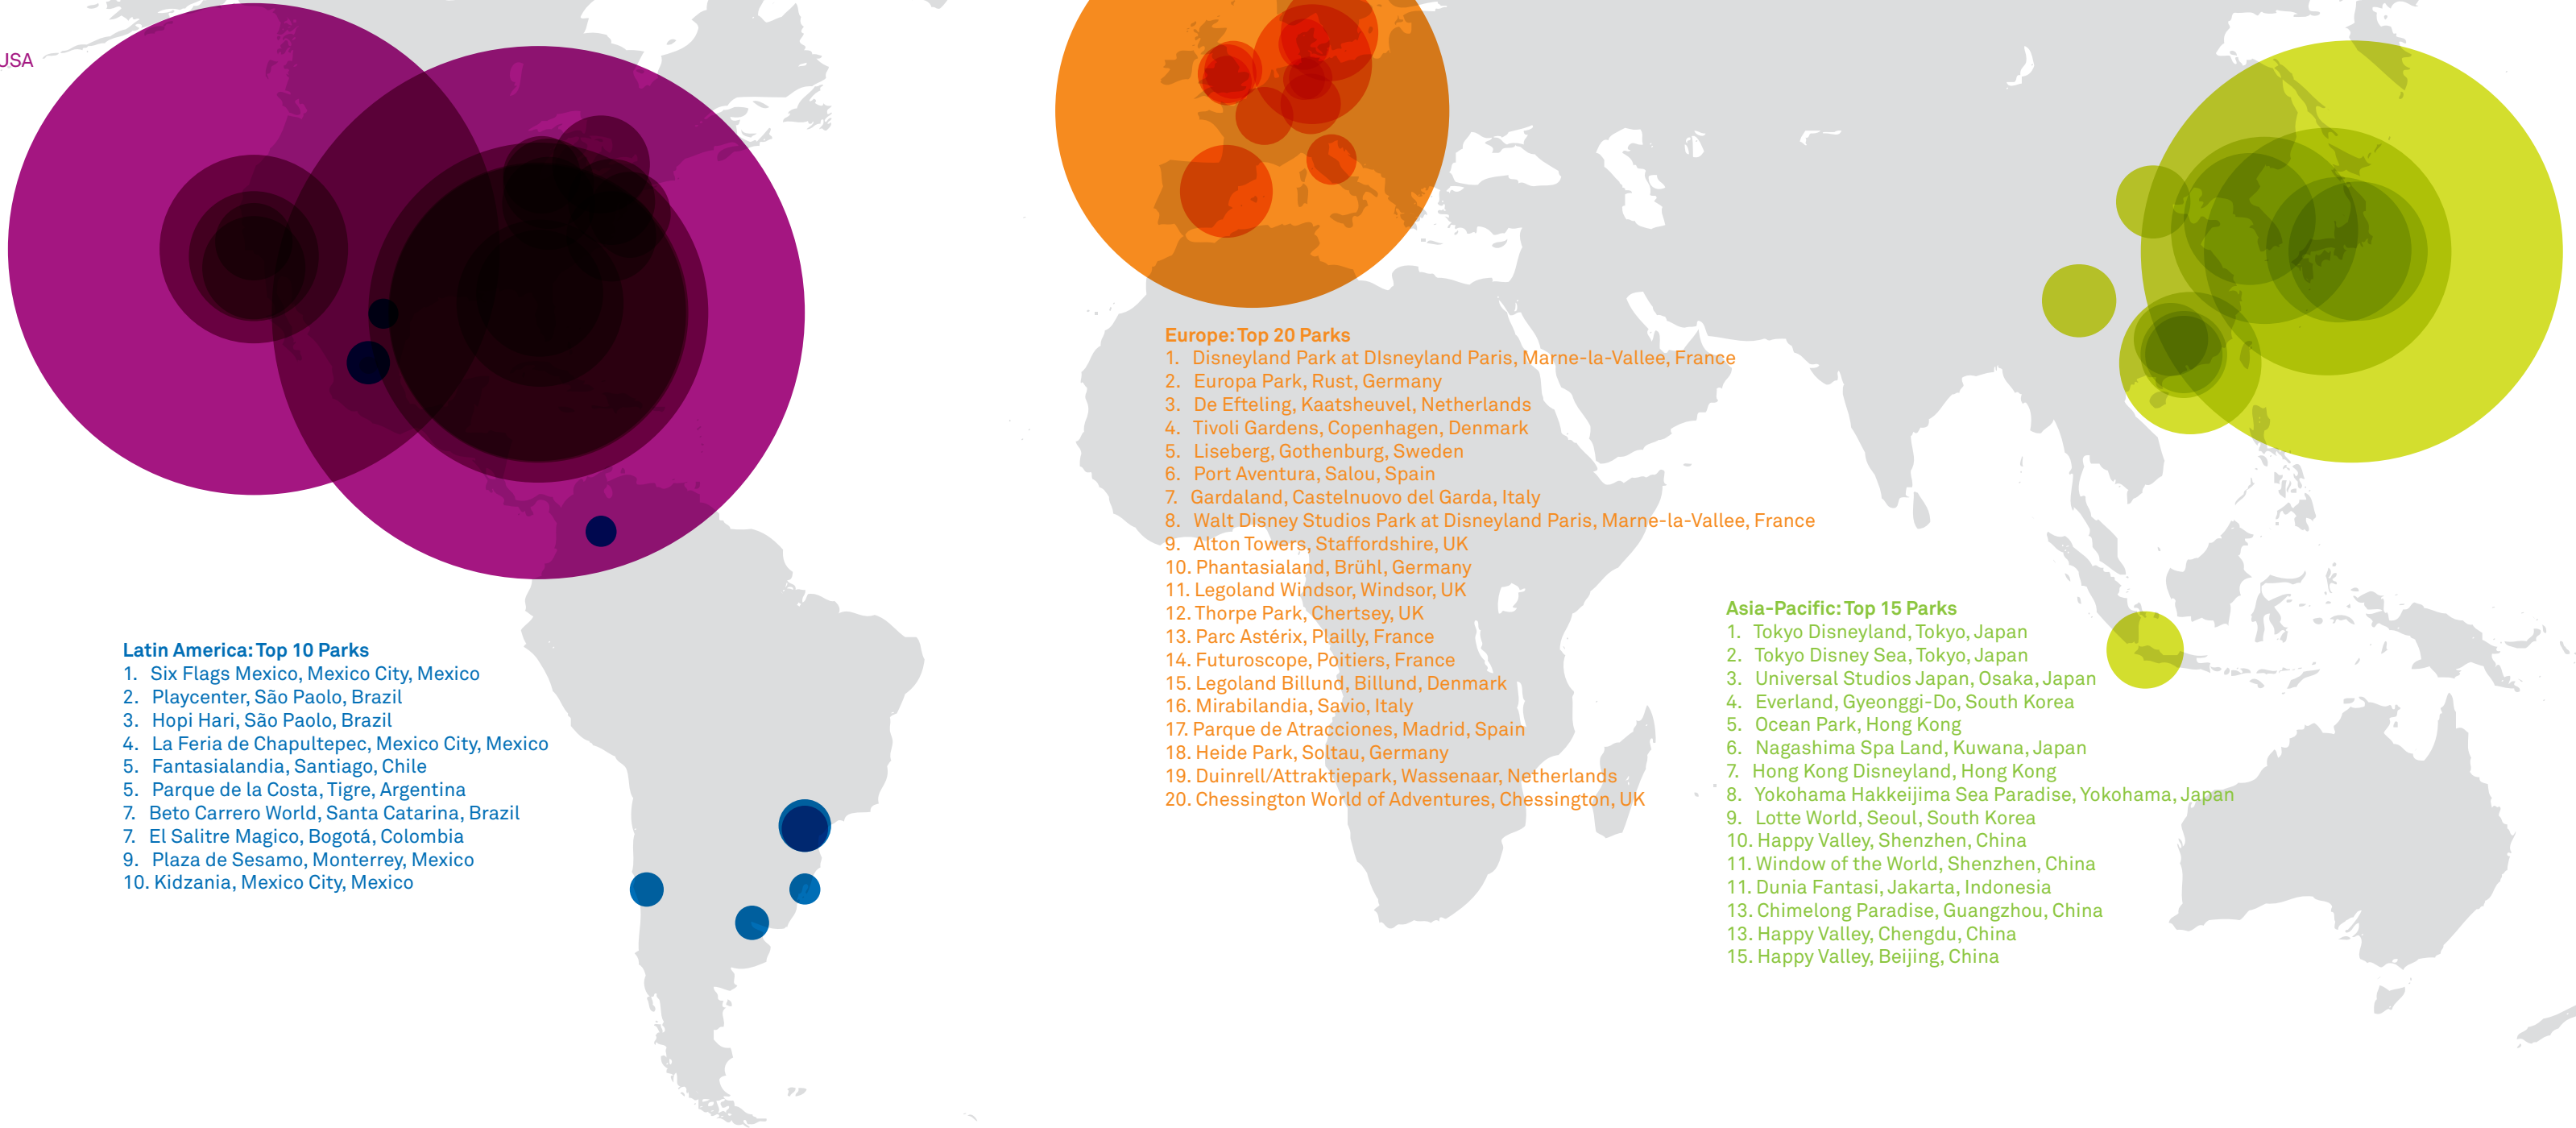 USA
Europe: Top 20 Parks
1. Disneyland Park at DIsneyland Paris, Marne-la-Vallee, France
2. Europa Park, Rust, Germany
3. De Efteling, Kaatsheuvel, Netherlands
4. Tivoli Gardens, Copenhagen, Denmark
5. Liseberg, Gothenburg, Sweden
6. Port Aventura, Salou, Spain
7. Gardaland, Castelnuovo del Garda, Italy
8. Walt Disney Studios Park at Disneyland Paris, Marne-la-Vallee, France
9. Alton Towers, Staffordshire, UK
10. Phantasialand, Brühl, Germany
11. Legoland Windsor, Windsor, UK
12. Thorpe Park, Chertsey, UK
13. Parc Astérix, Plailly, France
14. Futuroscope, Poitiers, France
15. Legoland Billund, Billund, Denmark
16. Mirabilandia, Savio, Italy
17. Parque de Atracciones, Madrid, Spain
18. Heide Park, Soltau, Germany
19. Duinrell/Attraktiepark, Wassenaar, Netherlands
20. Chessington World of Adventures, Chessington, UK
Latin America: Top 10 Parks
1. Six Flags Mexico, Mexico City, Mexico
2. Playcenter, São Paolo, Brazil
3. Hopi Hari, São Paolo, Brazil
4. La Feria de Chapultepec, Mexico City, Mexico
5. Fantasialandia, Santiago, Chile
5. Parque de la Costa, Tigre, Argentina
7. Beto Carrero World, Santa Catarina, Brazil
7. El Salitre Magico, Bogotá, Colombia
9. Plaza de Sesamo, Monterrey, Mexico
10. Kidzania, Mexico City, Mexico
Asia-Pacific: Top 15 Parks
1. Tokyo Disneyland, Tokyo, Japan
2. Tokyo Disney Sea, Tokyo, Japan
3. Universal Studios Japan, Osaka, Japan
4. Everland, Gyeonggi-Do, South Korea
5. Ocean Park, Hong Kong
6. Nagashima Spa Land, Kuwana, Japan
7. Hong Kong Disneyland, Hong Kong
8. Yokohama Hakkeijima Sea Paradise, Yokohama, Japan
9. Lotte World, Seoul, South Korea
10. Happy Valley, Shenzhen, China
11. Window of the World, Shenzhen, China
11. Dunia Fantasi, Jakarta, Indonesia
13. Chimelong Paradise, Guangzhou, China
13. Happy Valley, Chengdu, China
15. Happy Valley, Beijing, China